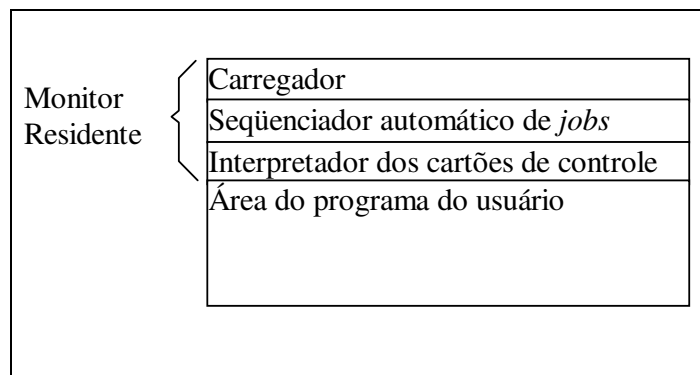 Monitor
Residente
Carregador
Seqüenciador automático de jobs
Interpretador dos cartões de controle
Área do programa do usuário